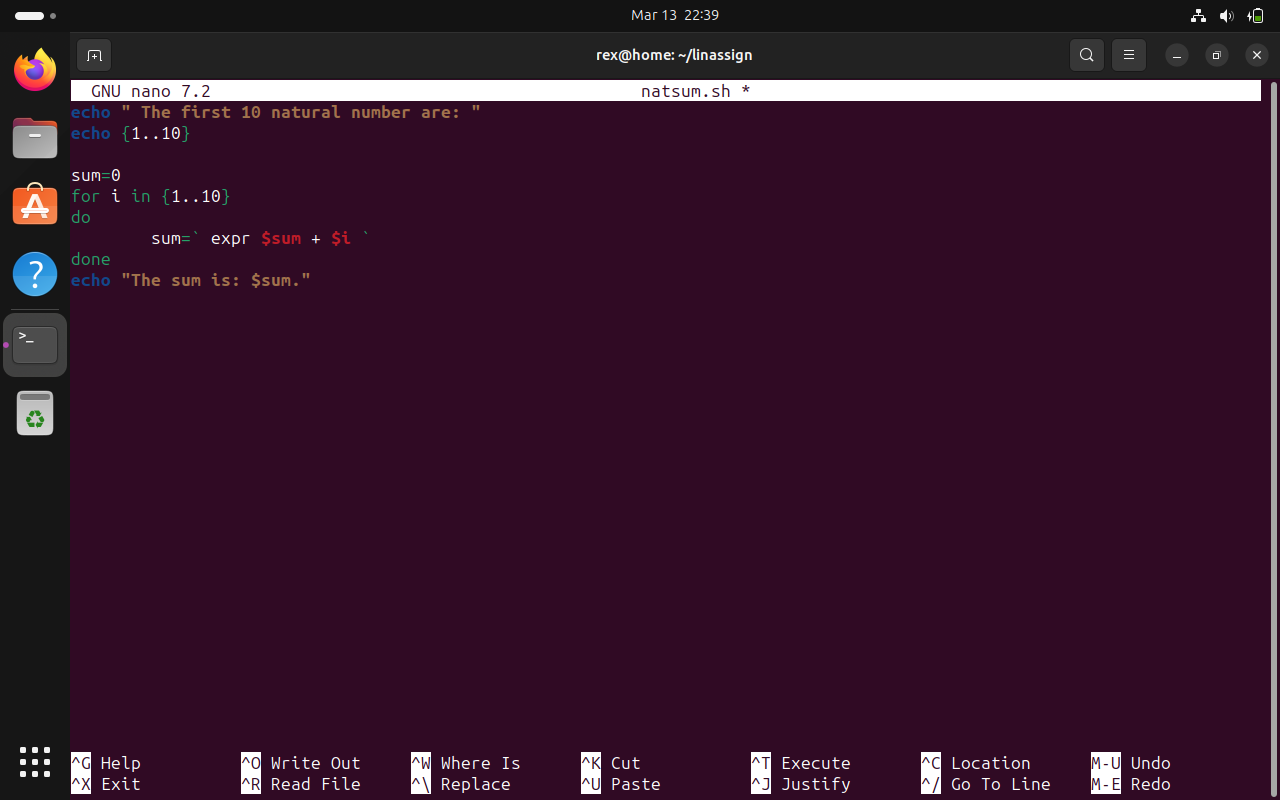 Mar 13 22:39
rex@home: ~/linassign
GNU nano 7.2 natsum.sh *
echo " The first 10 natural number are: "
echo {1..10}
sum=0
for i in {1..10}
do
        sum=` expr $sum + $i `
done
echo "The sum is: $sum."
^G Help ^O Write Out ^W Where Is ^K Cut ^T Execute ^C Location M-U Undo
^X Exit ^R Read File ^\ Replace ^U Paste ^J Justify ^/ Go To Line M-E Redo